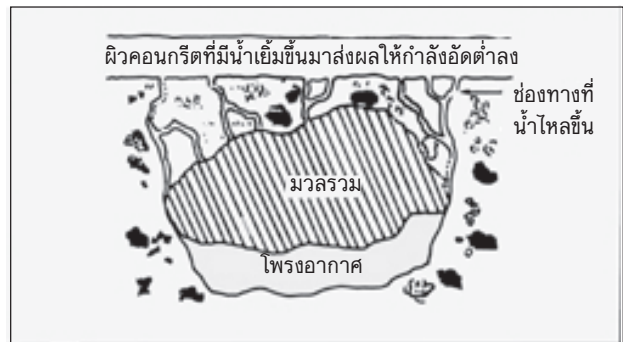 ผิวคอนกรีตที่มีน้ำเยิ้มขึ้นมาส่งผลให้กำลังอัดต่ำลง
ช่องทางที่
น้ำไหลขึ้น
มวลรวม
โพรงอากาศ